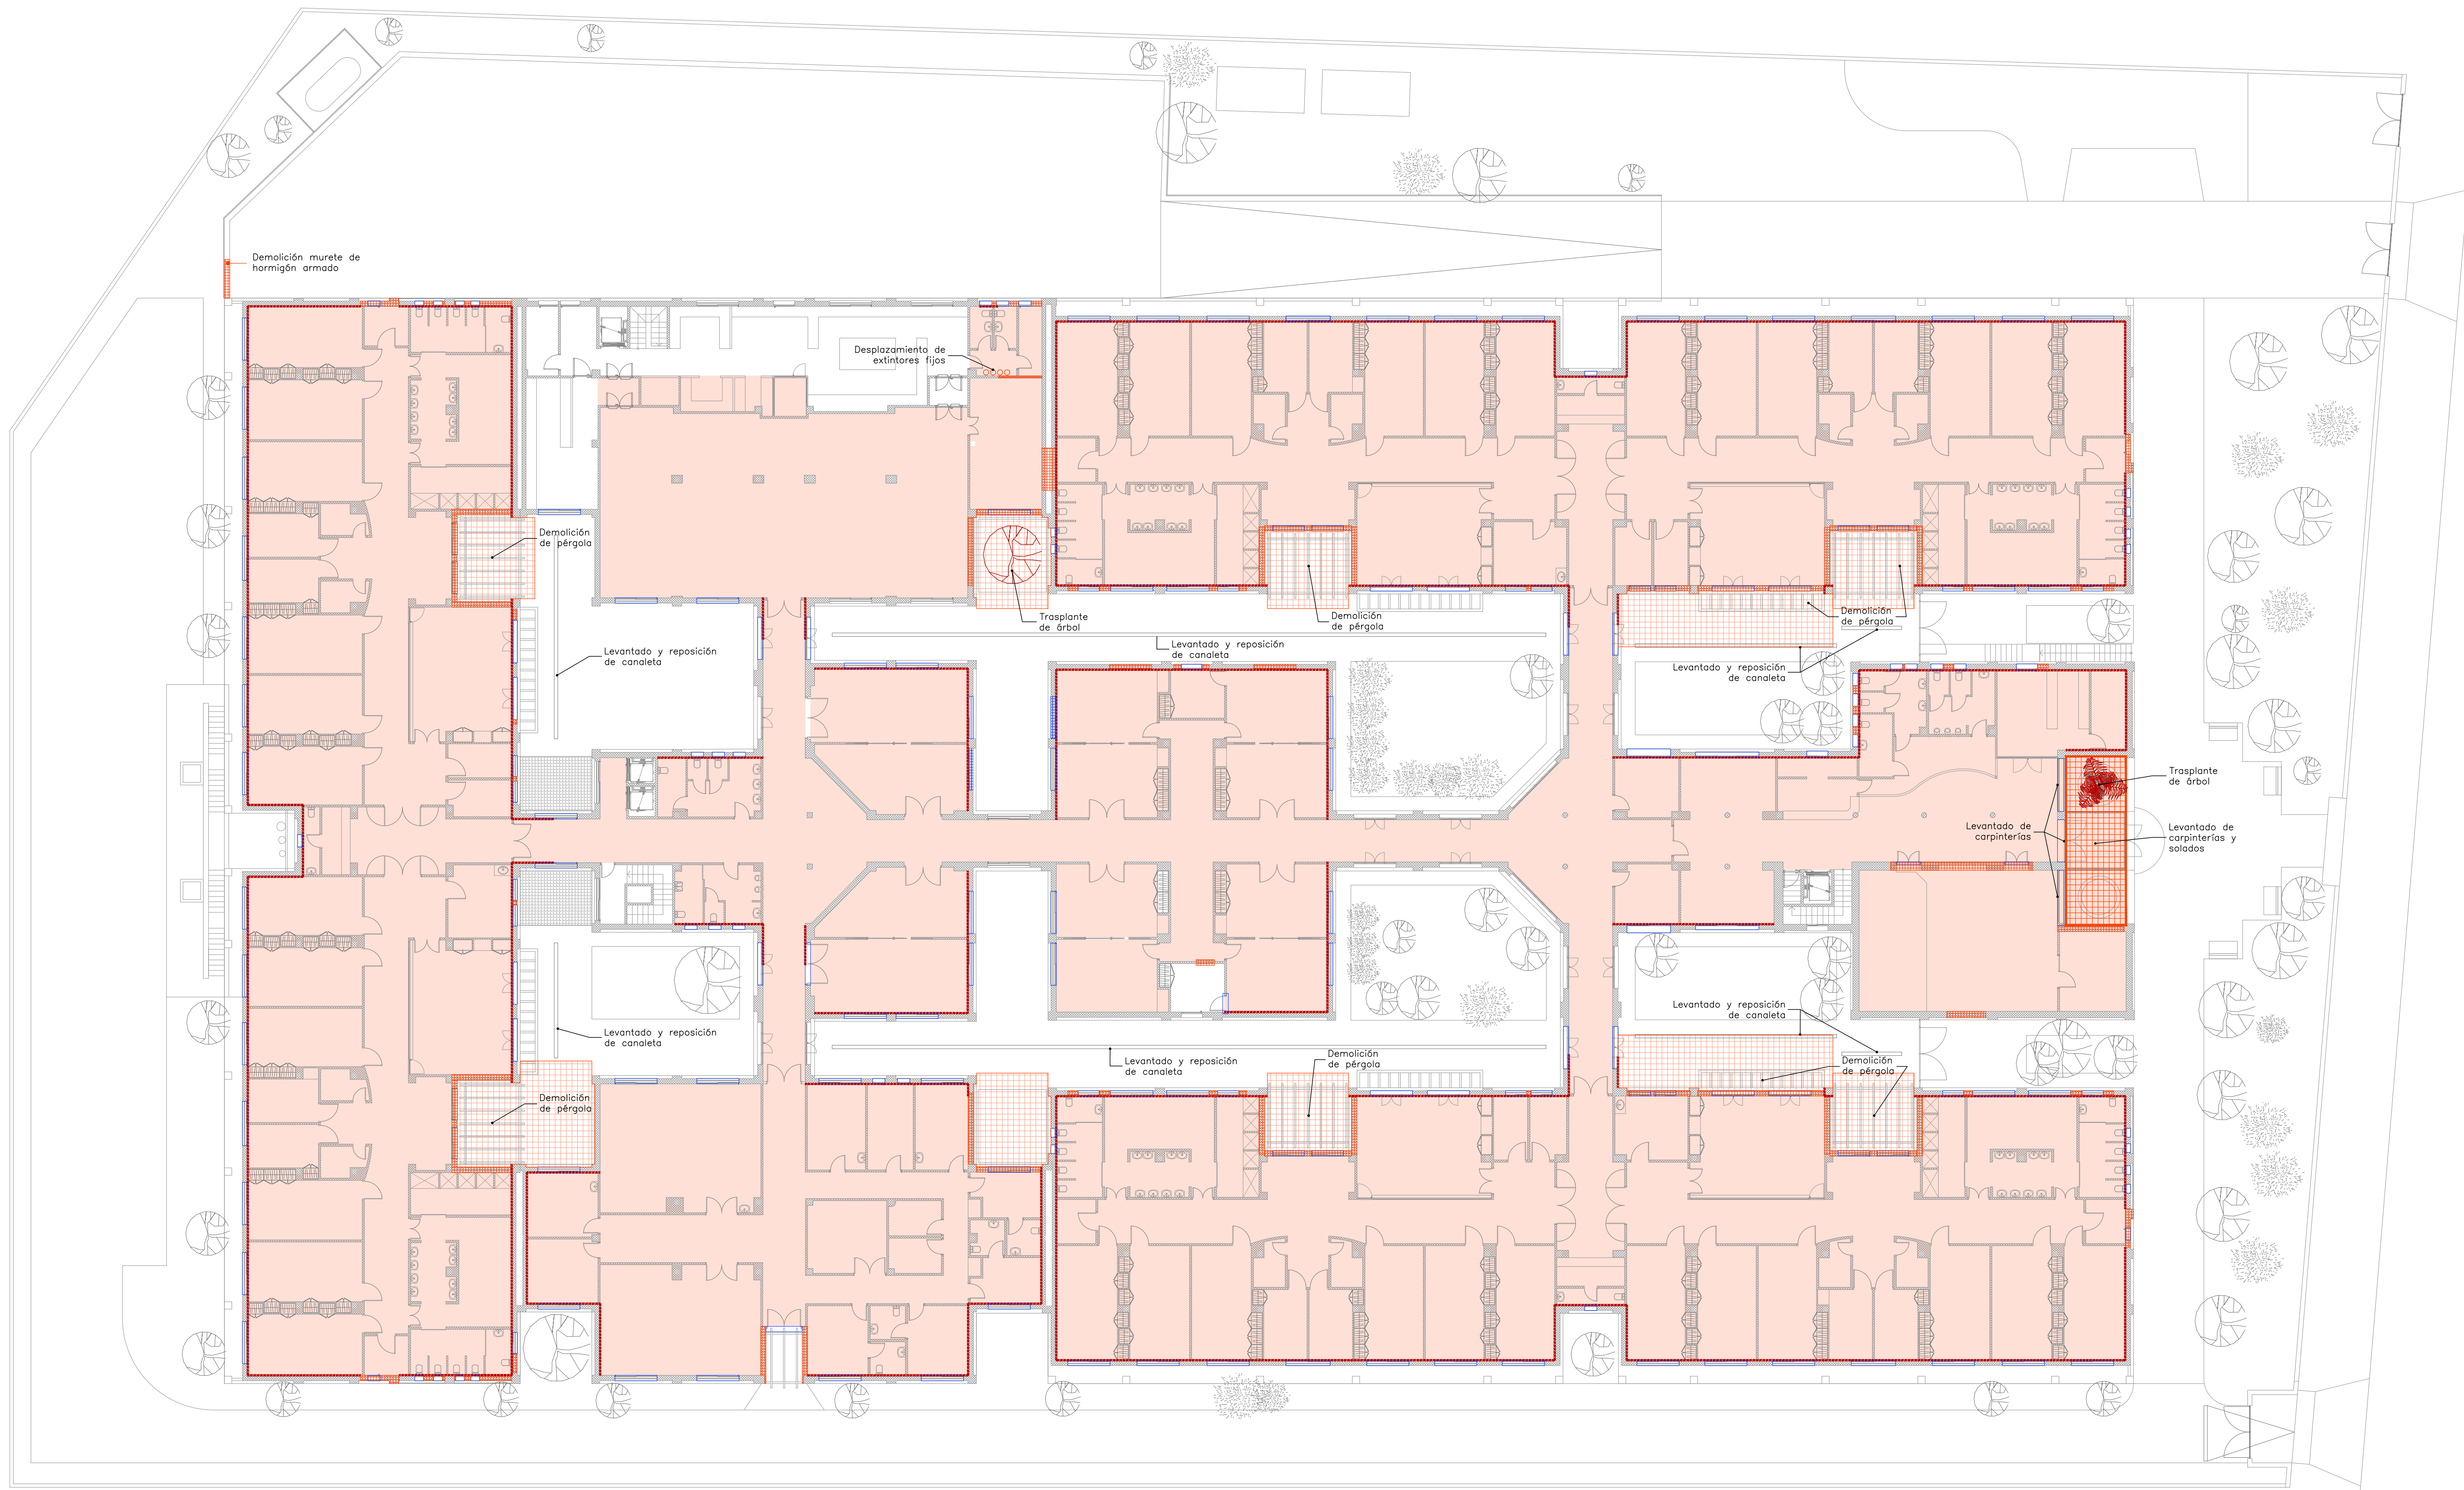 Demolición murete de
hormigón armado
Desplazamiento de
extintores fijos
Demolición
de pérgola
Trasplante
de árbol
Demolición
de pérgola
Demolición
de pérgola
Levantado y reposición
de canaleta
Levantado y reposición
de canaleta
Levantado y reposición
de canaleta
Trasplante
de árbol
Levantado de
carpinterías
Levantado de
carpinterías y
solados
Levantado y reposición
de canaleta
Levantado y reposición
de canaleta
Levantado y reposición
de canaleta
Demolición
de pérgola
Demolición
de pérgola
Demolición
de pérgola